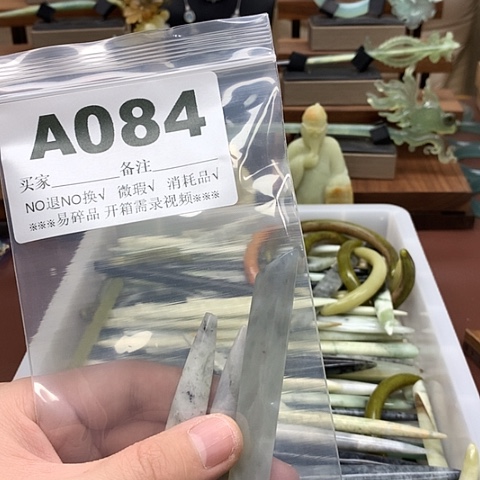 A084
买家________备注________
NO退NO换√ 微瑕√ 消耗品√
※※※易碎品 开箱需录视频※※※